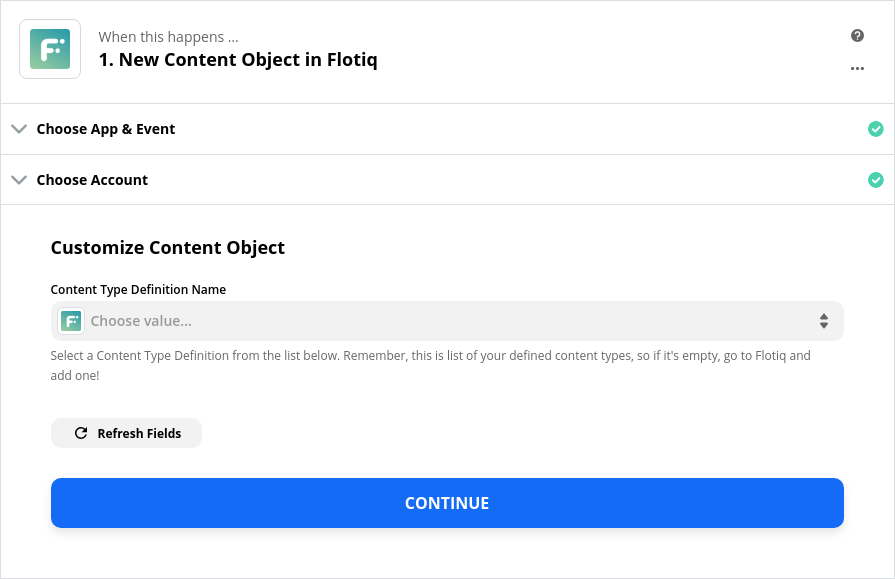 When this happens ...
1. New Content Object in Flotiq
Choose App & Event
Choose Account
Customize Content Object
Content Type Definition Name
Choose value...
Select a Content Type Definition from the list below. Remember, this is list of your defined content types, so if it's empty, go to Flotiq and
add one!
Refresh Fields
CONTINUE